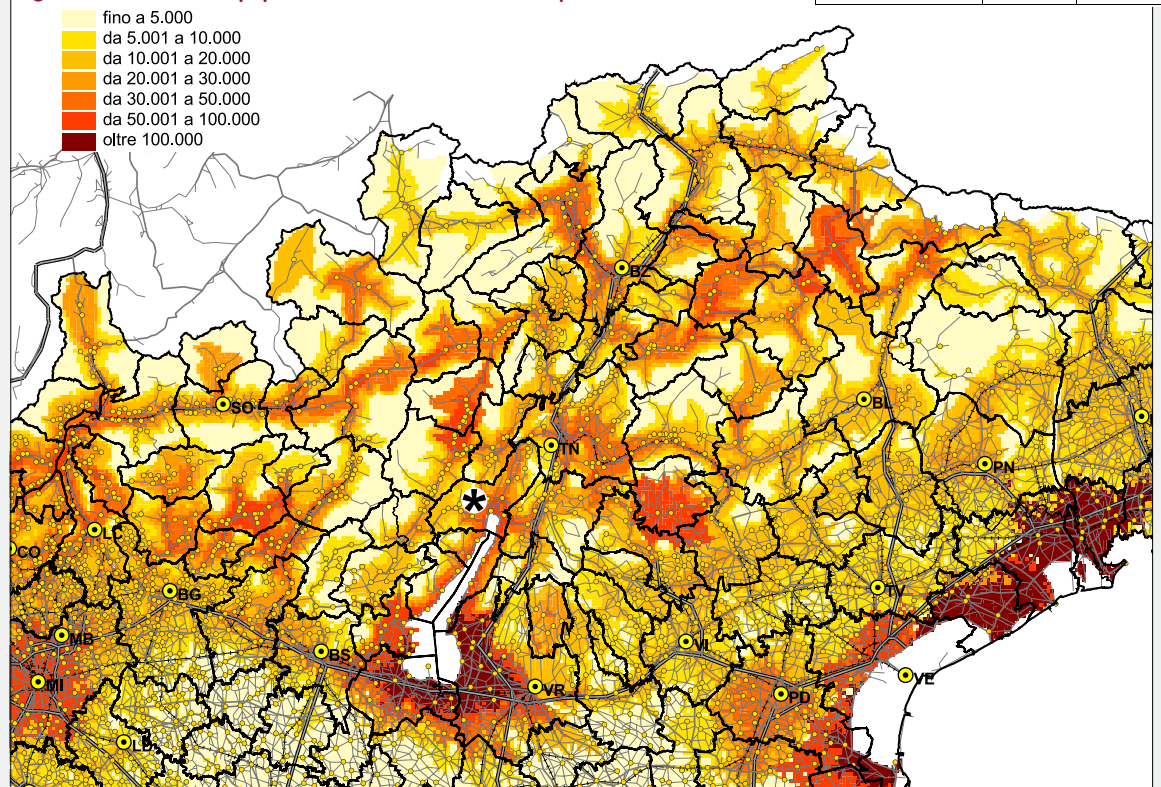 fino a 5.000
da 5.001 a 10.000
da 10.001 a 20.000
da 20.001 a 30.000
da 30.001 a 50.000
da 50.001 a 100.000
oltre 100.000
BZ
SO
BL
TN
PN
LC
CO
BG
TV
MB
BS
VI
MI
VR
PD
VE
LO
*